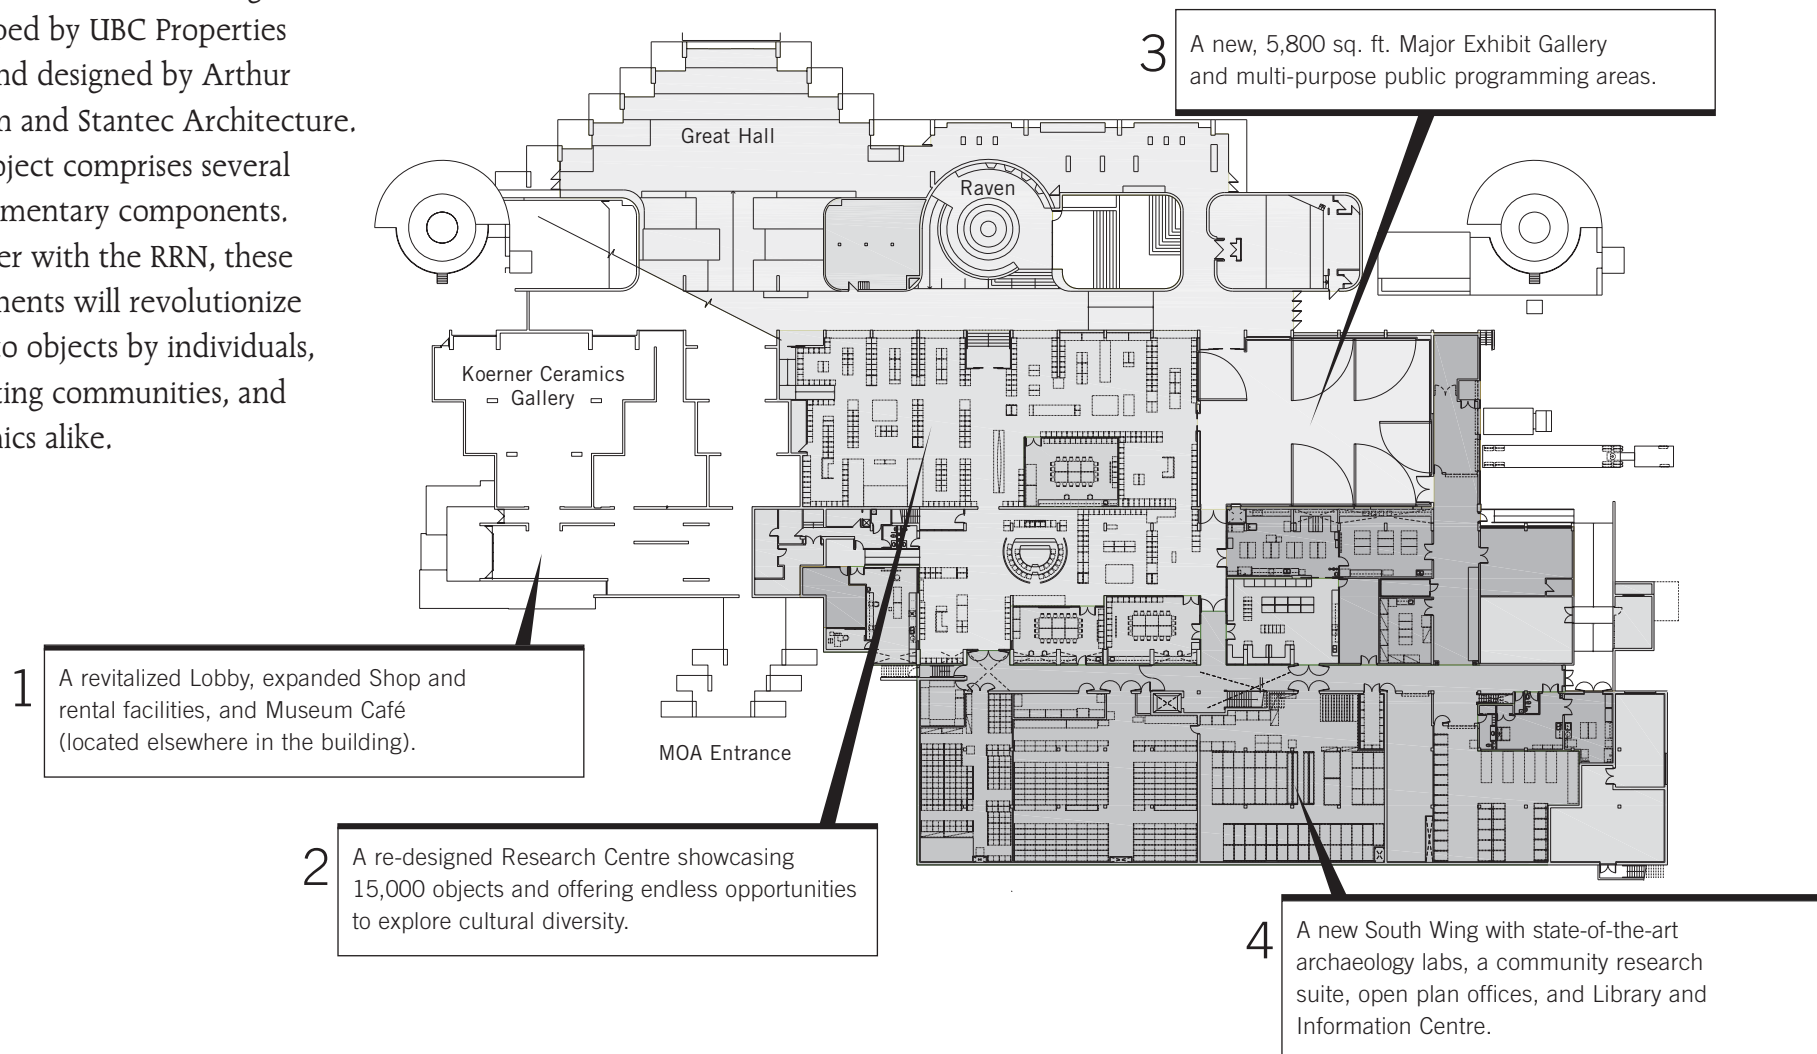 ped by UBC Properties
nd designed by Arthur
n and Stantec Architecture.
oject comprises several
mentary components.
er with the RRN, these
nents will revolutionize
to objects by individuals,
ting communities, and
nics alike.
3
A new, 5,800 sq. ft. Major Exhibit Gallery
and multi-purpose public programming areas.
Great Hall
Raven
Koerner Ceramics
Gallery
1
A revitalized Lobby, expanded Shop and
rental facilities, and Museum Café
(located elsewhere in the building).
MOA Entrance
2
A re-designed Research Centre showcasing
15,000 objects and offering endless opportunities
to explore cultural diversity.
4
A new South Wing with state-of-the-art
archaeology labs, a community research
suite, open plan offices, and Library and
Information Centre.